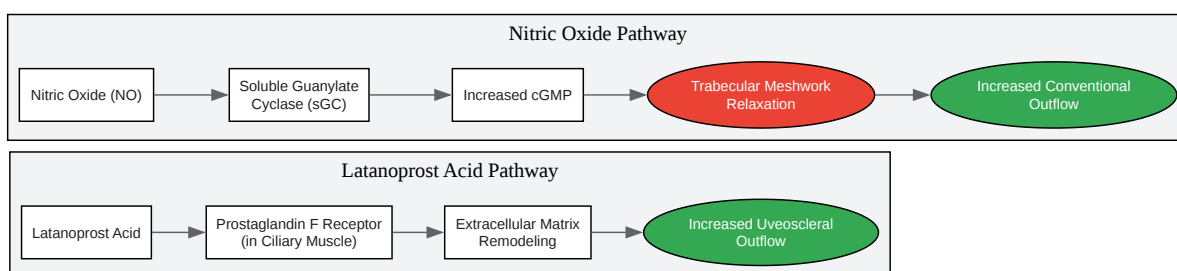 Nitric Oxide Pathway
Nitric Oxide (NO)
Soluble Guanylate
Cyclase (sGC)
Increased cGMP
Trabecular Meshwork
Relaxation
Increased Conventional
Outflow
Latanoprost Acid Pathway
Latanoprost Acid
Prostaglandin F Receptor
(in Ciliary Muscle)
Extracellular Matrix
Remodeling
Increased Uveoscleral
Outflow